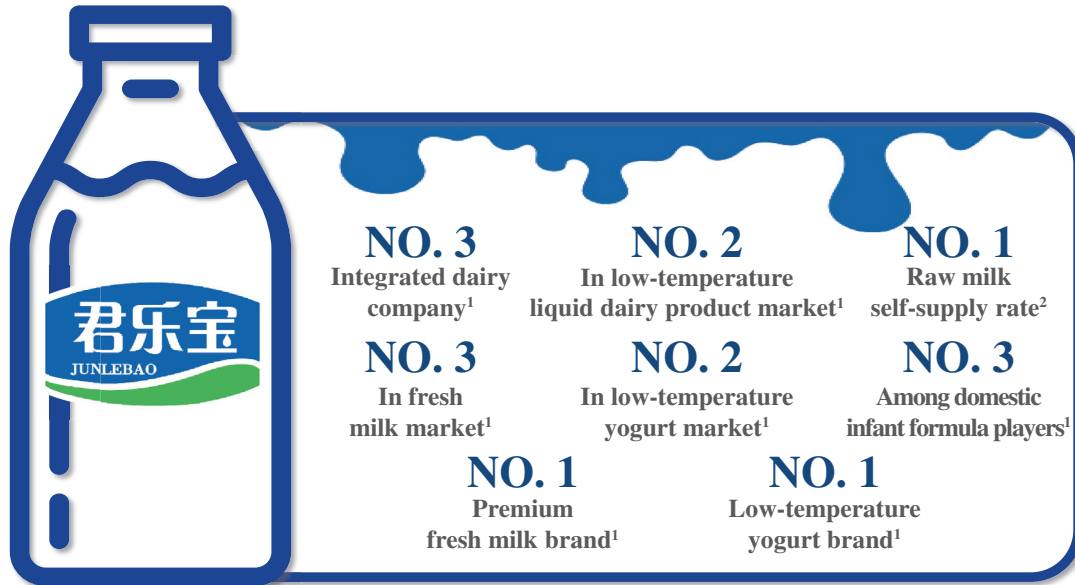 君乐宝
JUNLEBAO
NO. 3
Integrated dairy
company¹
NO. 2
In low-temperature
liquid dairy product market¹
NO. 1
Raw milk
self-supply rate²
NO. 3
In fresh
milk market¹
NO. 2
In low-temperature
yogurt market¹
NO. 3
Among domestic
infant formula players¹
NO. 1
Premium
fresh milk brand¹
NO. 1
Low-temperature
yogurt brand¹